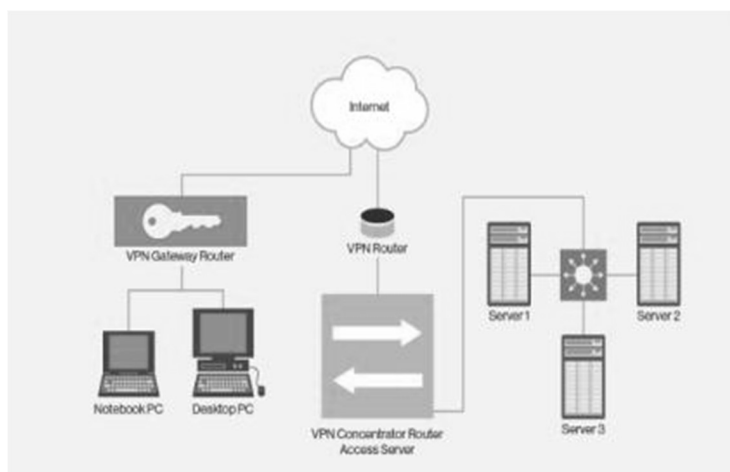 Internet
VPN Gateway Router
VPN Router
Server 1
Server 2
Notebook PC
Desktop PC
VPN Concentrator Router
Access Server
Server 3